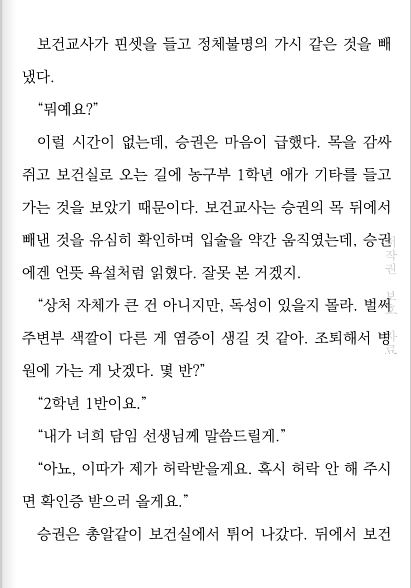 보건교사가 핀셋을 들고 정체불명의 가시 같은 것을 빼
냈다.
“뭐예요?”
이럴 시간이 없는데, 승권은 마음이 급했다. 목을 감싸
쥐고 보건실로 오는 길에 농구부 1학년 애가 기타를 들고
가는 것을 보았기 때문이다. 보건교사는 승권의 목 뒤에서
빼낸 것을 유심히 확인하며 입술을 약간 움직였는데, 승권
에겐 언뜻 욕설처럼 읽혔다. 잘못 본 거겠지.
“상처 자체가 큰 건 아니지만, 독성이 있을지 몰라. 벌써
주변부 색깔이 다른 게 염증이 생길 것 같아. 조퇴해서 병
원에 가는 게 낫겠다. 몇 반?”
“2학년 1반이요.”
“내가 너희 담임 선생님께 말씀드릴게.”
“아뇨, 이따가 제가 허락받을게요. 혹시 허락 안 해 주시
면 확인증 받으러 올게요.”
승권은 총알같이 보건실에서 튀어 나갔다. 뒤에서 보건
저작권 보호 자료